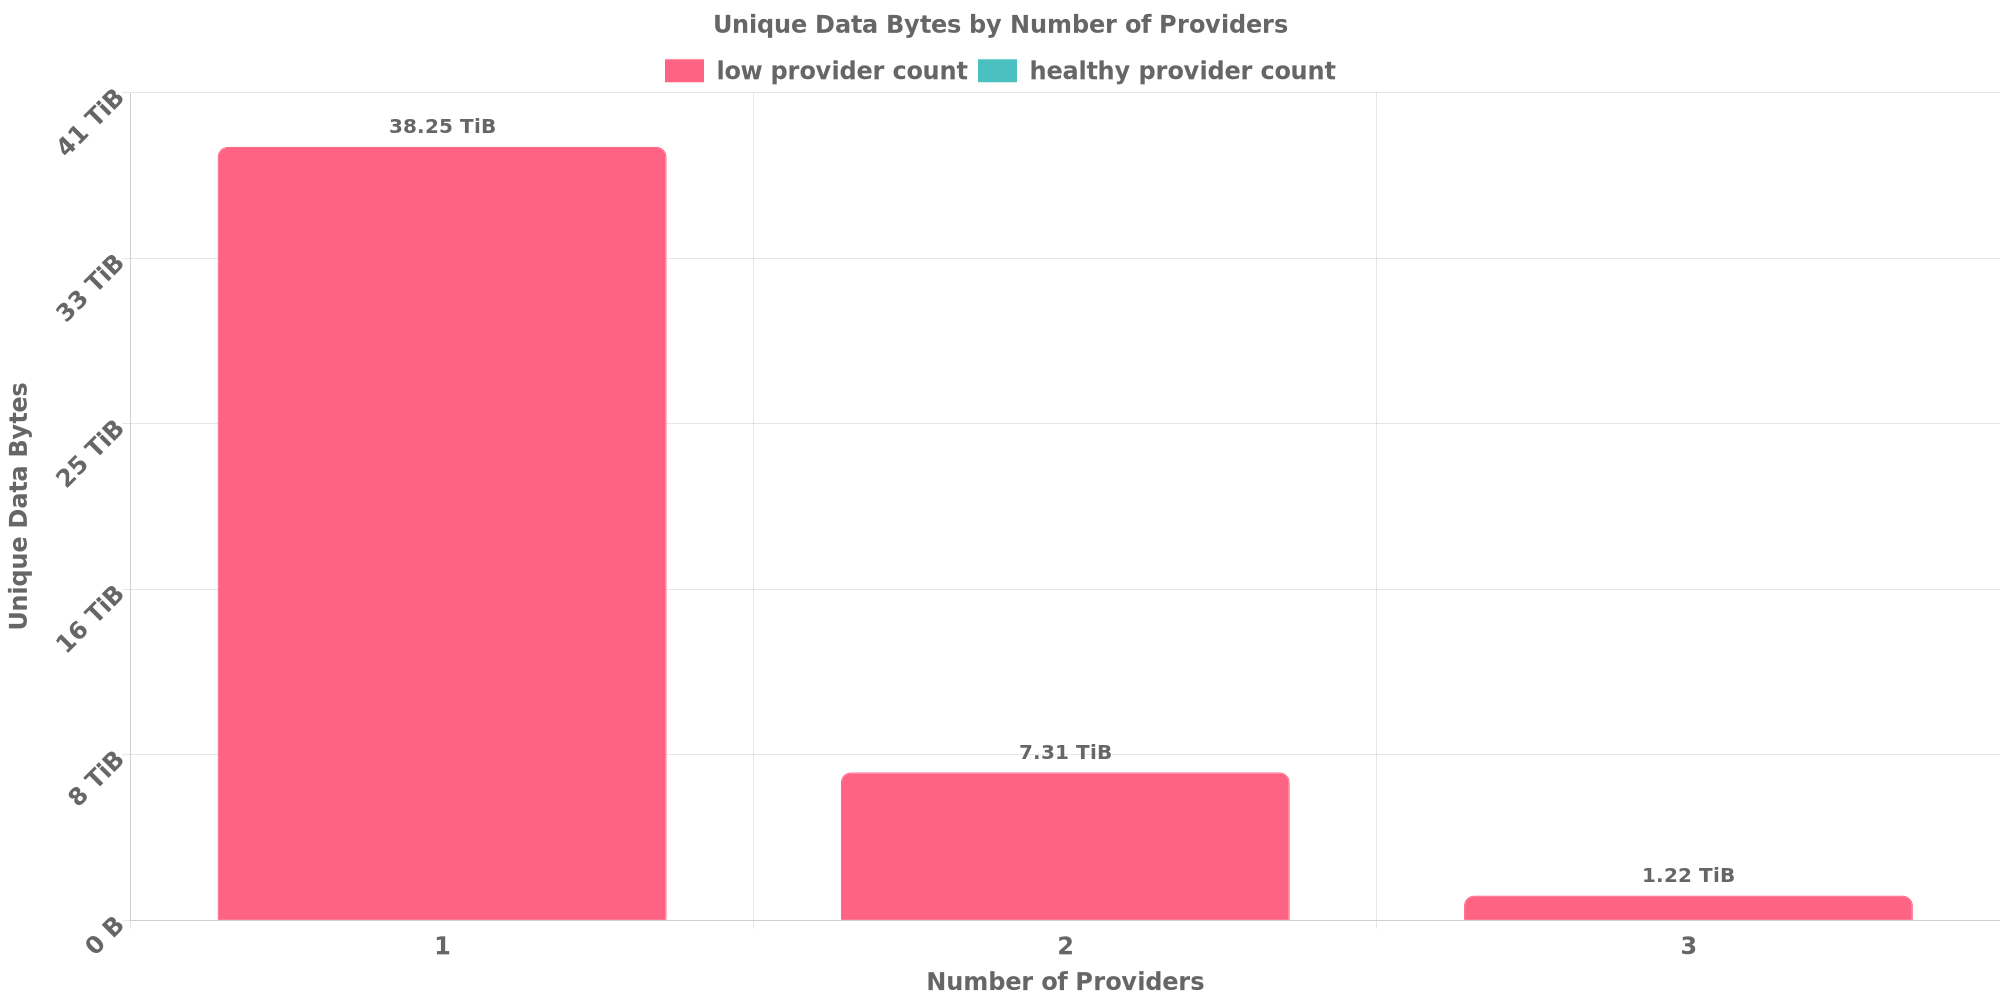 Unique Data Bytes by Number of Providers
low provider count
healthy provider count
41 TiB
33 TiB
25 TiB
16 TiB
8 TiB
0 B
Unique Data Bytes
38.25 TiB
7.31 TiB
1.22 TiB
1
2
3
Number of Providers